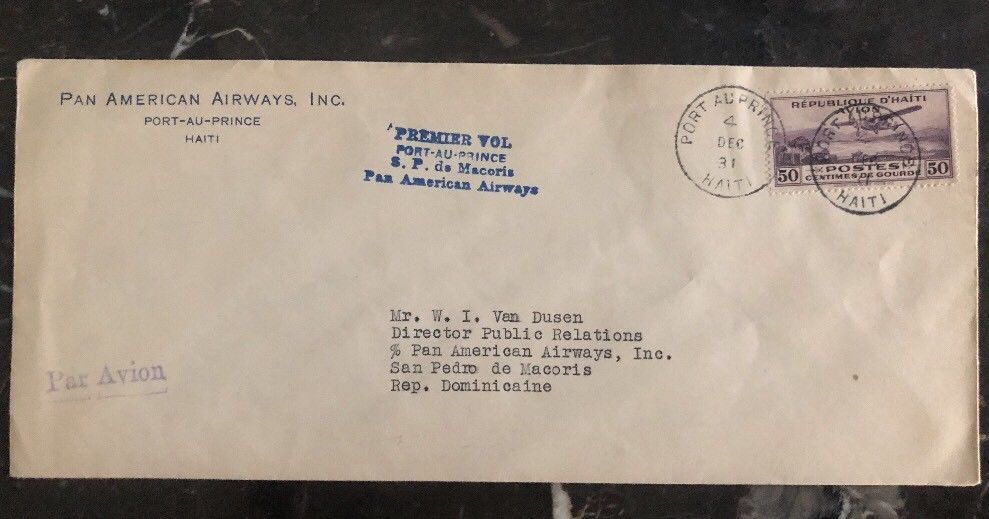 PAN AMERICAN AIRWAYS, INC.
PORT-AU-PRINCE
HAITI
PREMIER VOL
PORT-AU-PRINCE
S. P. de Macoris
Pan American Airways
PORT AU PRINCE
4
DEC
31
HAITI
RÉPUBLIQUE D'HAÏTI
AVION
POSTES
50 CENTIMES DE GOURDE 50
HAITI
Mr. W. I. Van Dusen
Director Public Relations
% Pan American Airways, Inc.
San Pedro de Macoris
Rep. Dominicaine
Par Avion